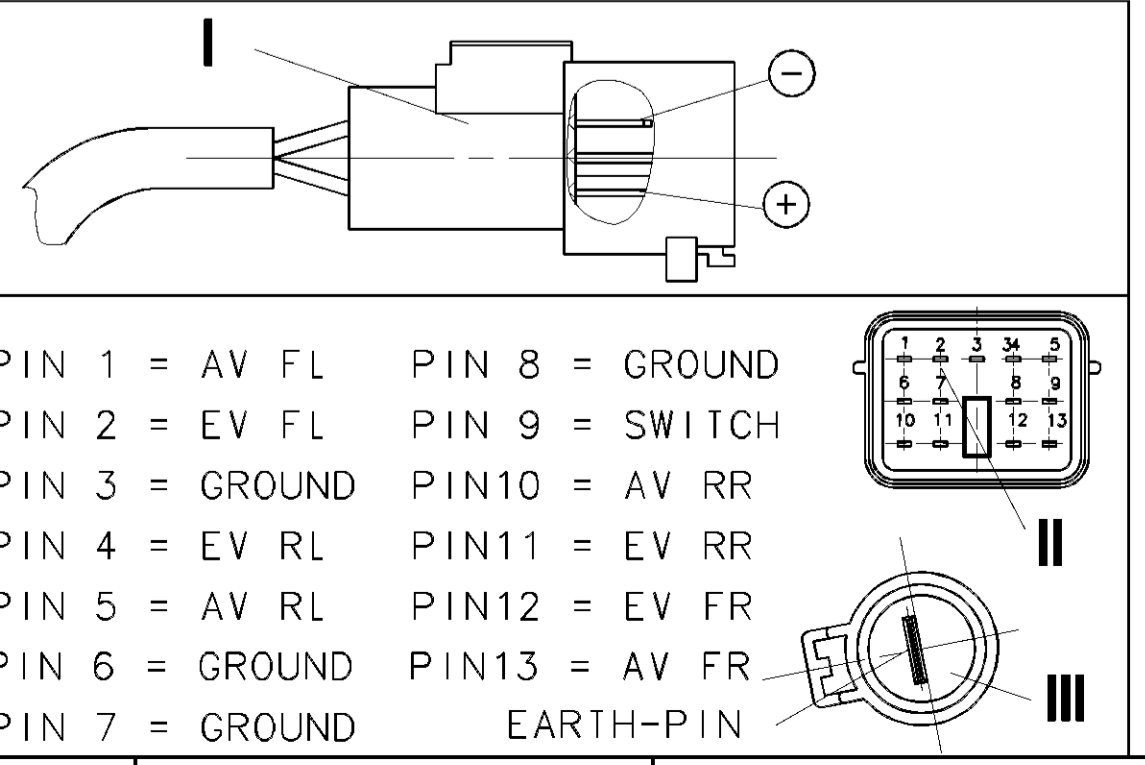 I
−
+
PIN 1 = AV FL PIN 8 = GROUND
PIN 2 = EV FL PIN 9 = SWITCH
PIN 3 = GROUND PIN10 = AV RR
PIN 4 = EV RL PIN11 = EV RR
PIN 5 = AV RL PIN12 = EV FR
PIN 6 = GROUND PIN13 = AV FR
PIN 7 = GROUND EARTH-PIN
1 2 3 34 5
6 7 8 9
10 11 12 13
II
III